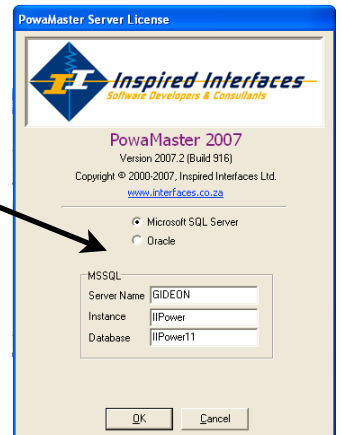 PowaMaster Server License
Inspired Interfaces
Software Developers & Consultants
PowaMaster 2007
Version 2007.2 (Build 916)
Copyright © 2000-2007, Inspired Interfaces Ltd.
www.interfaces.co.za
Microsoft SQL Server
Oracle
MSSQL
Server Name GIDEON
Instance IIPower
Database IIPower11
OK Cancel